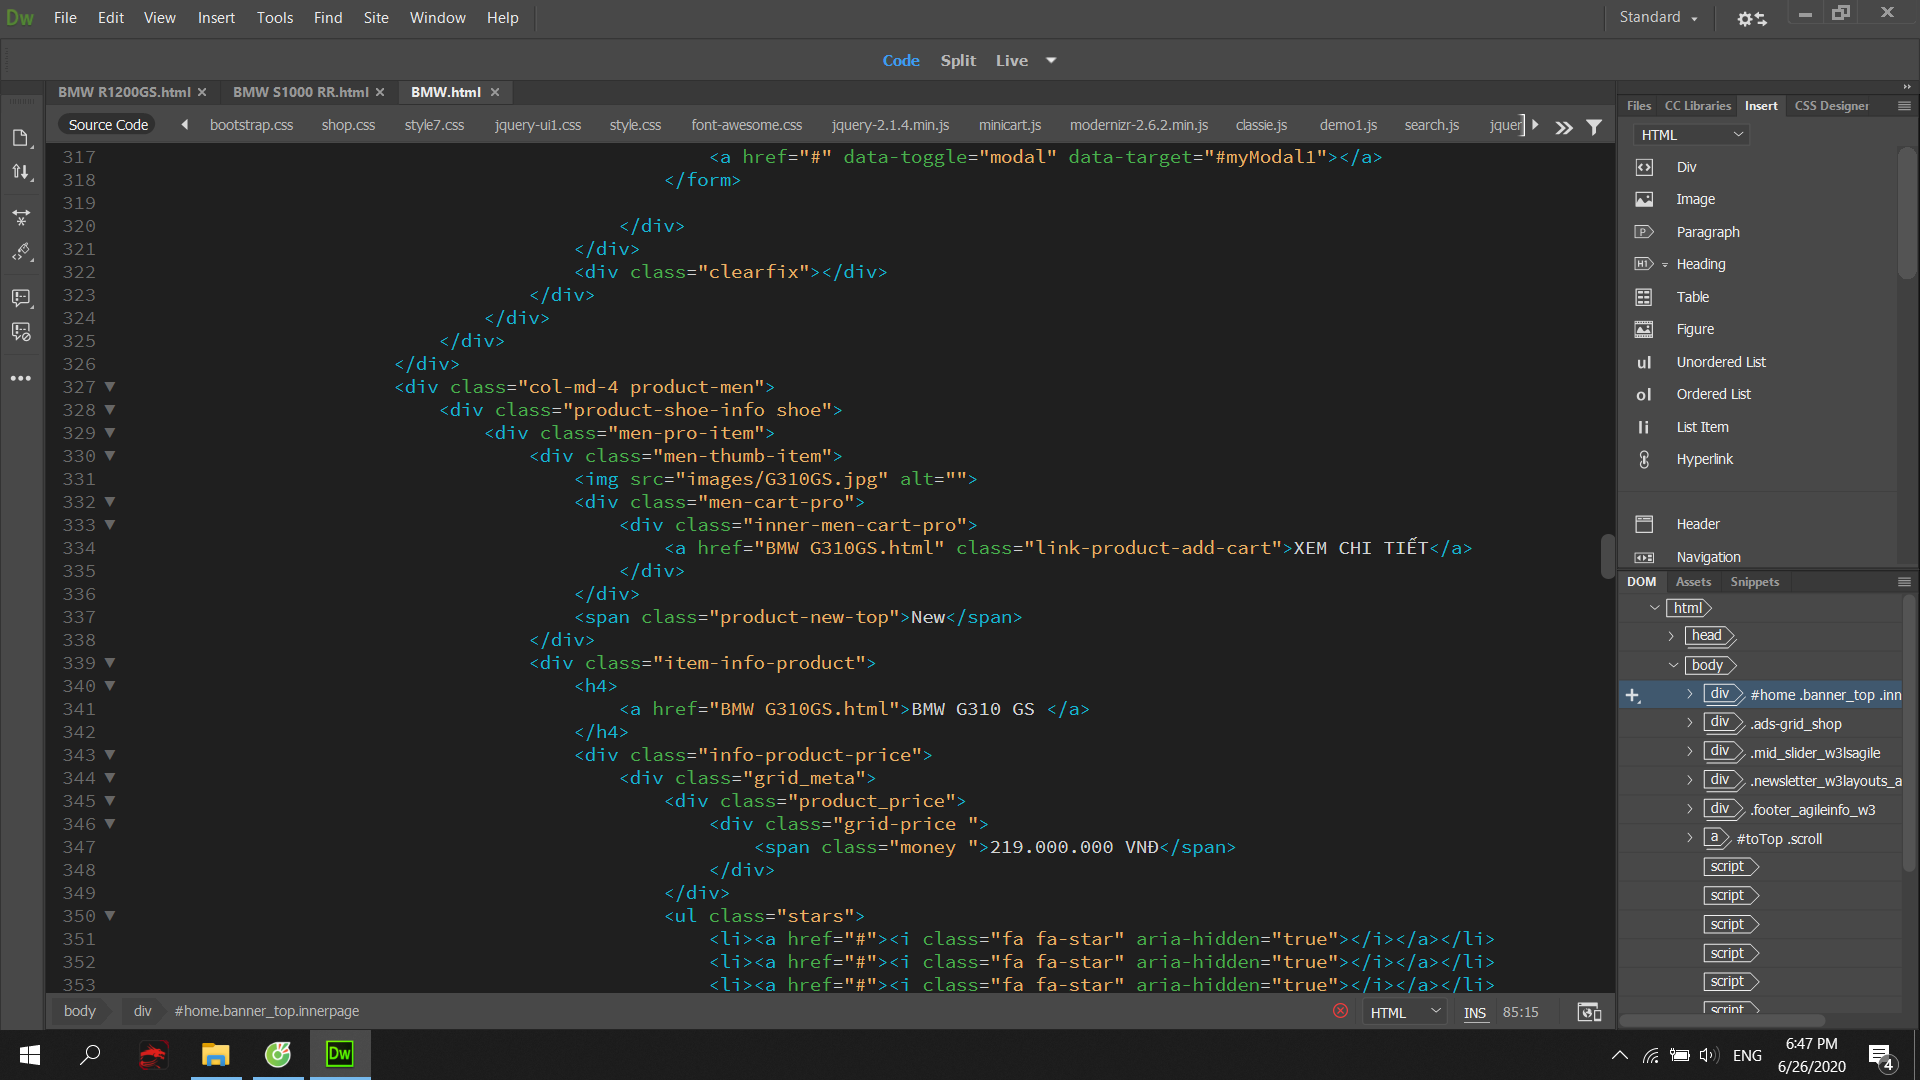 Dw File Edit View Insert Tools Find Site Window Help Standard
Code Split Live
BMW R1200GS.html BMW S1000 RR.html BMW.html
Source Code bootstrap.css shop.css style7.css jquery-ui1.css style.css font-awesome.css jquery-2.1.4.min.js minicart.js modernizr-2.6.2.min.js classie.js demo1.js search.js jquer
317 <a href="#" data-toggle="modal" data-target="#myModal1"></a>
318 </form>
319
320 </div>
321 </div>
322 <div class="clearfix"></div>
323 </div>
324 </div>
325 </div>
326 </div>
327 <div class="col-md-4 product-men">
328 <div class="product-shoe-info shoe">
329 <div class="men-pro-item">
330 <div class="men-thumb-item">
331 <img src="images/G310GS.jpg" alt="">
332 <div class="men-cart-pro">
333 <div class="inner-men-cart-pro">
334 <a href="BMW G310GS.html" class="link-product-add-cart">XEM CHI TIẾT</a>
335 </div>
336 </div>
337 <span class="product-new-top">New</span>
338 </div>
339 <div class="item-info-product">
340 <h4>
341 <a href="BMW G310GS.html">BMW G310 GS </a>
342 </h4>
343 <div class="info-product-price">
344 <div class="grid_meta">
345 <div class="product_price">
346 <div class="grid-price ">
347 <span class="money ">219.000.000 VNĐ</span>
348 </div>
349 </div>
350 <ul class="stars">
351 <li><a href="#"><i class="fa fa-star" aria-hidden="true"></i></a></li>
352 <li><a href="#"><i class="fa fa-star" aria-hidden="true"></i></a></li>
353 <li><a href="#"><i class="fa fa-star" aria-hidden="true"></i></a></li>
body div #home.banner_top.innerpage HTML INS 85:15
Files CC Libraries Insert CSS Designer
HTML
Div
Image
Paragraph
H1 Heading
Table
Figure
ul Unordered List
ol Ordered List
li List Item
Hyperlink
Header
Navigation
DOM Assets Snippets
html
head
body
div #home .banner_top .inn
div .ads-grid_shop
div .mid_slider_w3lsagile
div .newsletter_w3layouts_a
div .footer_agileinfo_w3
a #toTop .scroll
script
script
script
script
script
script
Dw
ENG
6:47 PM
6/26/2020
4